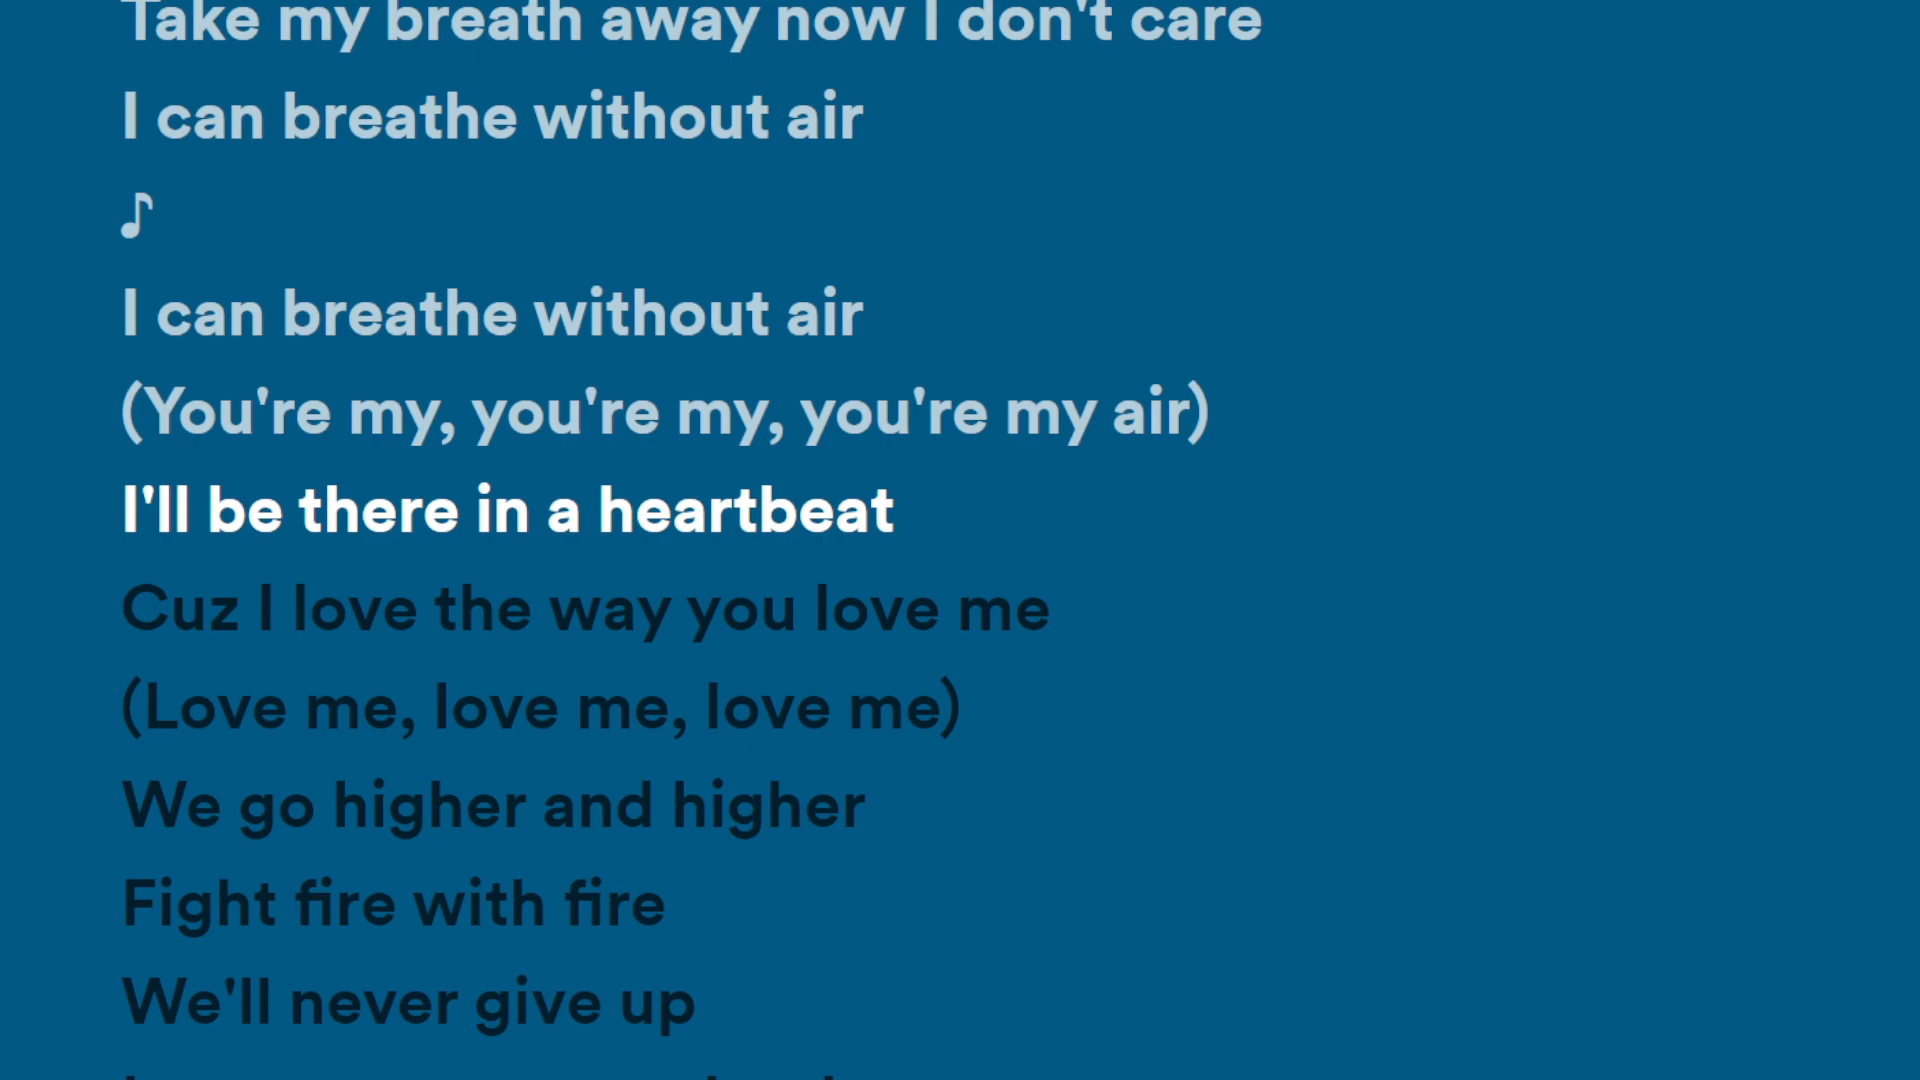 Take my breath away now I don't care
I can breathe without air
♪
I can breathe without air
(You're my, you're my, you're my air)
I'll be there in a heartbeat
Cuz I love the way you love me
(Love me, love me, love me)
We go higher and higher
Fight fire with fire
We'll never give up